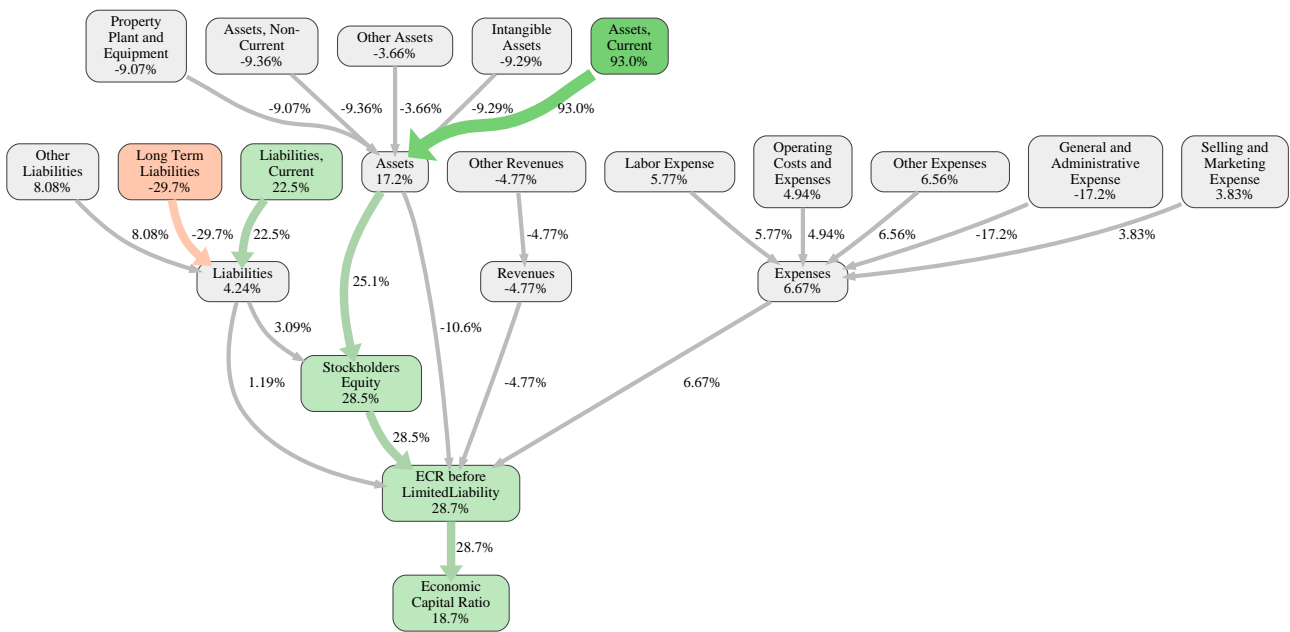 Property
Plant and
Equipment
-9.07%
Assets, Non-
Current
-9.36%
Other Assets
-3.66%
Intangible
Assets
-9.29%
Assets,
Current
93.0%
-9.07%
-9.36%
-3.66%
-9.29%
93.0%
Other
Liabilities
8.08%
Long Term
Liabilities
-29.7%
Liabilities,
Current
22.5%
Assets
17.2%
Other Revenues
-4.77%
Labor Expense
5.77%
Operating
Costs and
Expenses
4.94%
Other Expenses
6.56%
General and
Administrative
Expense
-17.2%
Selling and
Marketing
Expense
3.83%
8.08%
-29.7%
22.5%
-4.77%
5.77%
4.94%
6.56%
-17.2%
3.83%
Liabilities
4.24%
25.1%
Revenues
-4.77%
Expenses
6.67%
3.09%
-10.6%
1.19%
Stockholders
Equity
28.5%
-4.77%
6.67%
28.5%
ECR before
LimitedLiability
28.7%
28.7%
Economic
Capital Ratio
18.7%